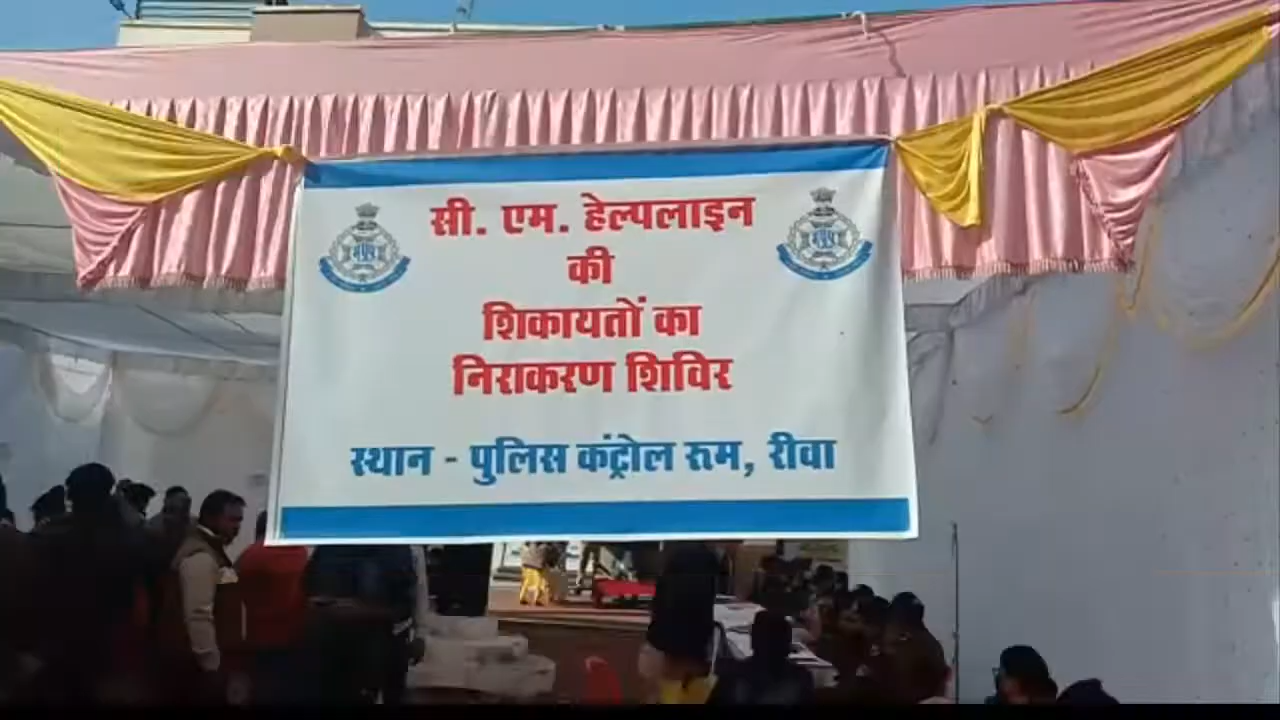 सी. एम. हेल्पलाइन
की
शिकायतों का
निराकरण शिविर
स्थान - पुलिस कंट्रोल रूम, रीवा